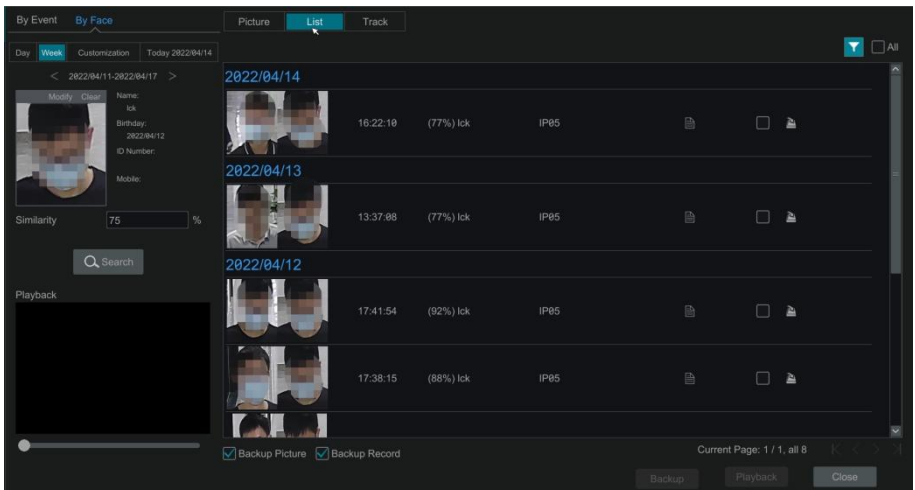 By Event By Face
Picture List Track
Day Week Customization Today 2022/04/14
All
< 2022/04/11-2022/04/17 >
Modify Clear
Name:
lck
Birthday:
2022/04/12
ID Number:
Mobile:
Similarity 75 %
Search
Playback
2022/04/14
16:22:10 (77%) lck IP05
2022/04/13
13:37:08 (77%) lck IP05
2022/04/12
17:41:54 (92%) lck IP05
17:38:15 (88%) lck IP05
Backup Picture Backup Record
Current Page: 1 / 1, all 8
Backup Playback Close